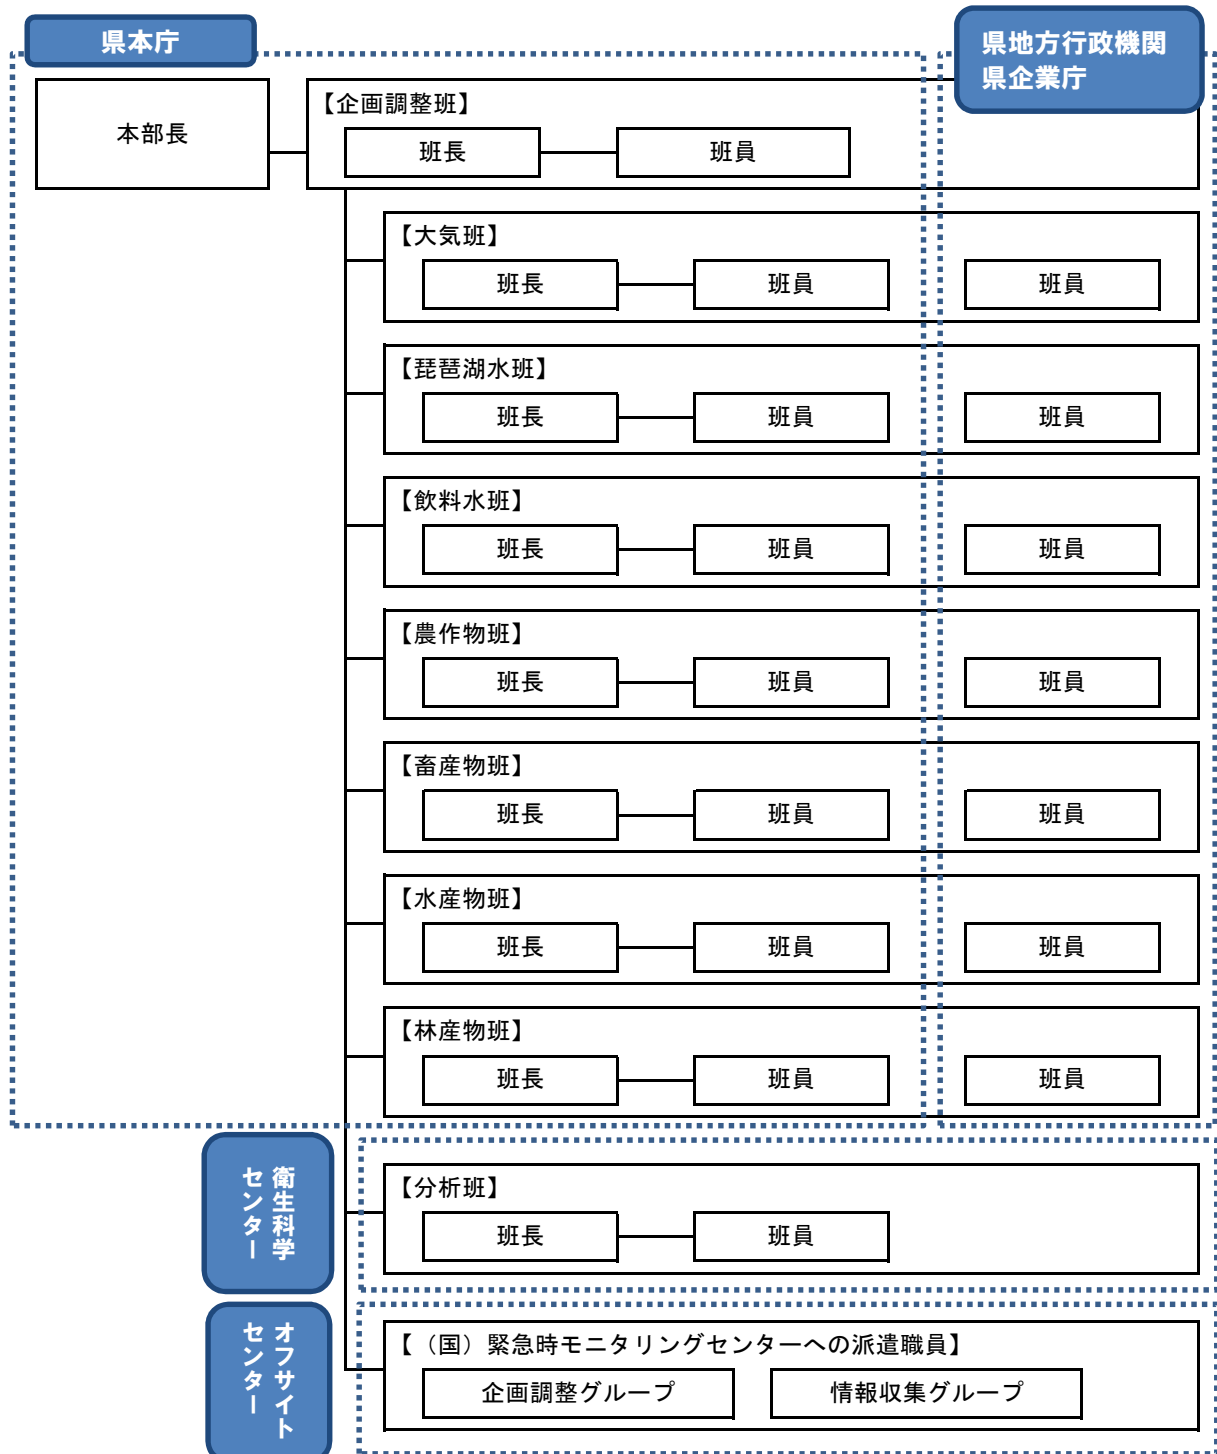 県本庁
県地方行政機関
県企業庁
本部長
【企画調整班】
班長
班員
【大気班】
班長
班員
班員
【琵琶湖水班】
班長
班員
班員
【飲料水班】
班長
班員
班員
【農作物班】
班長
班員
班員
【畜産物班】
班長
班員
班員
【水産物班】
班長
班員
班員
【林産物班】
班長
班員
班員
衛生科学
センター
【分析班】
班長
班員
オフサイト
センター
【（国）緊急時モニタリングセンターへの派遣職員】
企画調整グループ
情報収集グループ